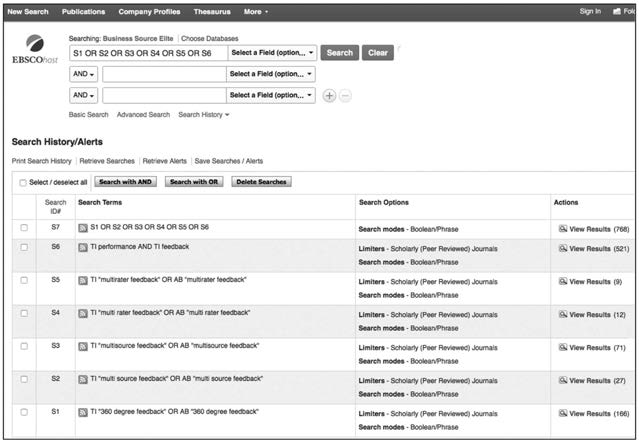 New Search Publications Company Profiles Thesaurus More Sign In
EBSCOhost
Searching: Business Source Elite Choose Databases
S1 OR S2 OR S3 OR S4 OR S5 OR S6 Select a Field (option... Search Clear
AND Select a Field (option...
AND Select a Field (option...
Basic Search Advanced Search Search History
Search History/Alerts
Print Search History Retrieve Searches Retrieve Alerts Save Searches / Alerts
Select / deselect all Search with AND Search with OR Delete Searches
Search ID# Search Terms Search Options Actions
S7 S1 OR S2 OR S3 OR S4 OR S5 OR S6 Search modes - Boolean/Phrase View Results (768)
S6 TI performance AND TI feedback Limiters - Scholarly (Peer Reviewed) Journals View Results (521)
Search modes - Boolean/Phrase
S5 TI "multirater feedback" OR AB "multirater feedback" Limiters - Scholarly (Peer Reviewed) Journals View Results (9)
Search modes - Boolean/Phrase
S4 TI "multi rater feedback" OR AB "multi rater feedback" Limiters - Scholarly (Peer Reviewed) Journals View Results (12)
Search modes - Boolean/Phrase
S3 TI "multisource feedback" OR AB "multisource feedback" Limiters - Scholarly (Peer Reviewed) Journals View Results (71)
Search modes - Boolean/Phrase
S2 TI "multi source feedback" OR AB "multi source feedback" Limiters - Scholarly (Peer Reviewed) Journals View Results (27)
Search modes - Boolean/Phrase
S1 TI "360 degree feedback" OR AB "360 degree feedback" Limiters - Scholarly (Peer Reviewed) Journals View Results (166)
Search modes - Boolean/Phrase